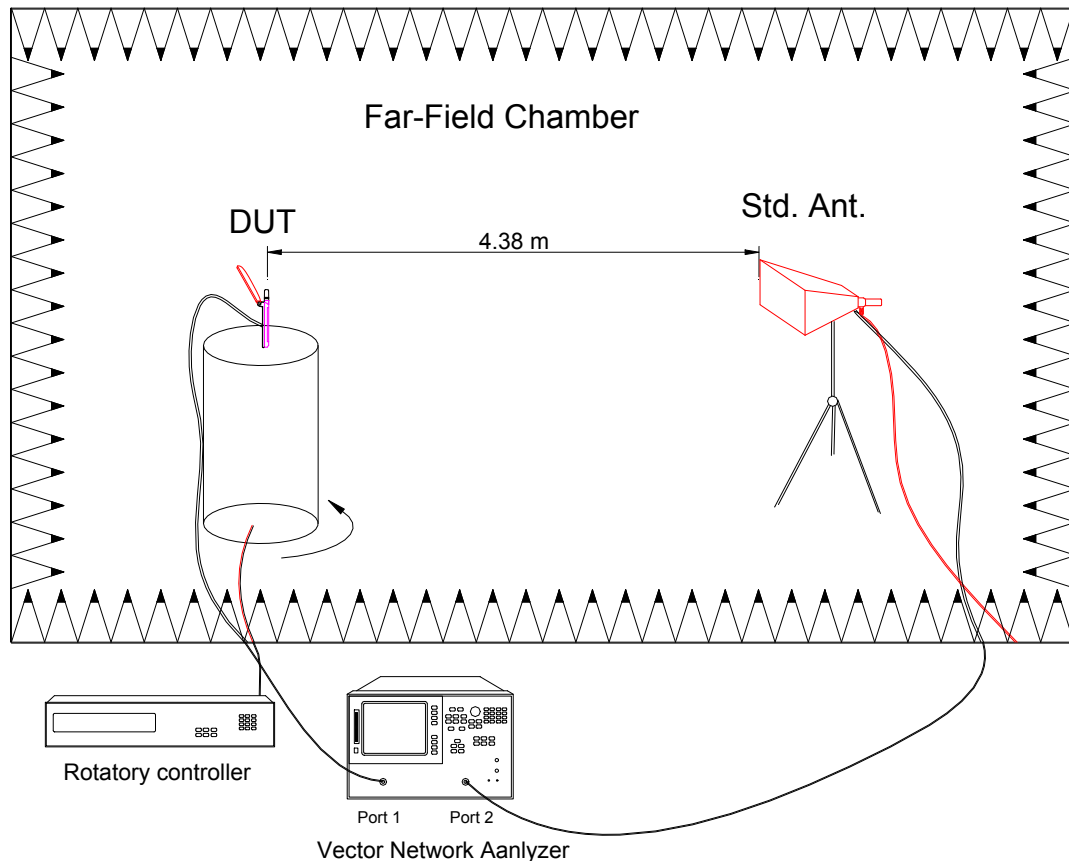 Far-Field Chamber
DUT
Std. Ant.
4.38 m
Rotatory controller
Port 1
Port 2
Vector Network Aanlyzer